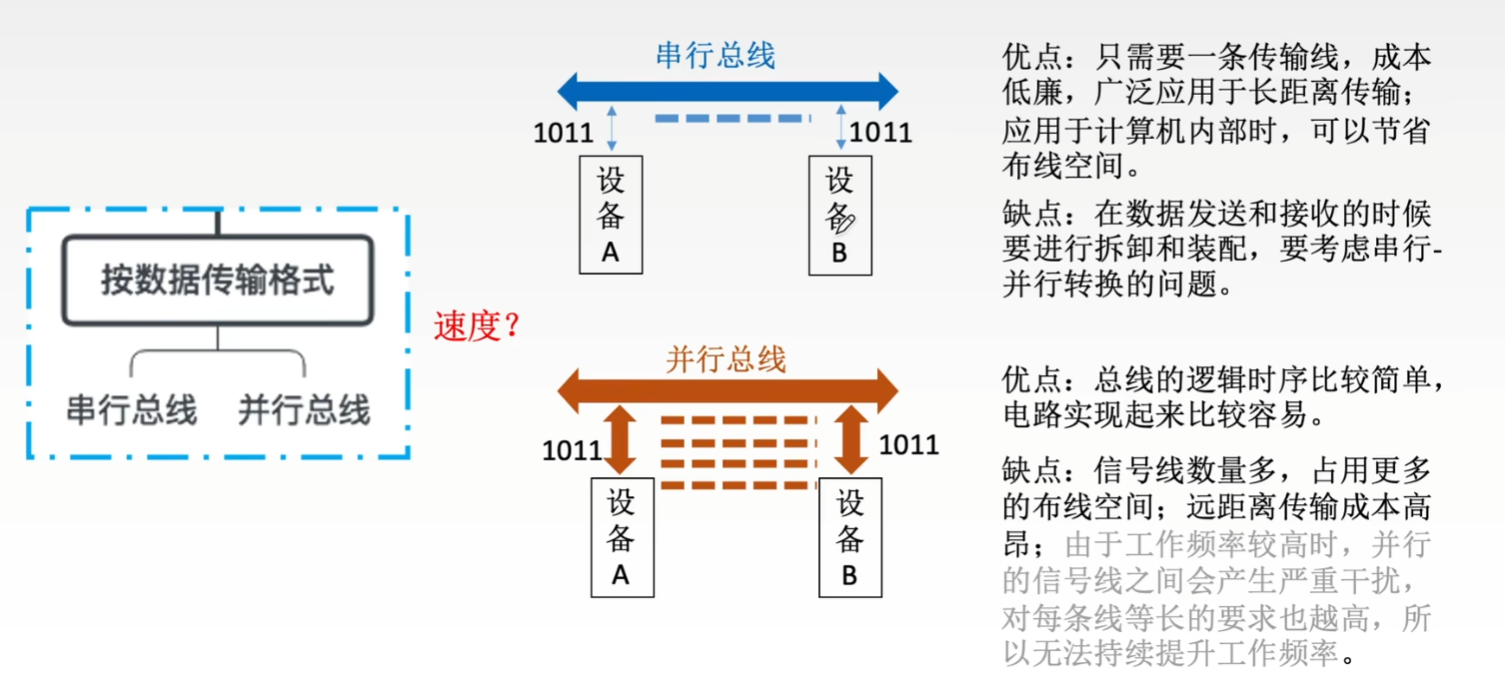 按数据传输格式
串行总线 并行总线
速度？
串行总线
1011
1011
设
备
A
设
备
B
优点：只需要一条传输线，成本
低廉，广泛应用于长距离传输；
应用于计算机内部时，可以节省
布线空间。
缺点：在数据发送和接收的时候
要进行拆卸和装配，要考虑串行-
并行转换的问题。
并行总线
1011
1011
设
备
A
设
备
B
优点：总线的逻辑时序比较简单，
电路实现起来比较容易。
缺点：信号线数量多，占用更多
的布线空间；远距离传输成本高
昂；由于工作频率较高时，并行
的信号线之间会产生严重干扰，
对每条线等长的要求也越高，所
以无法持续提升工作频率。